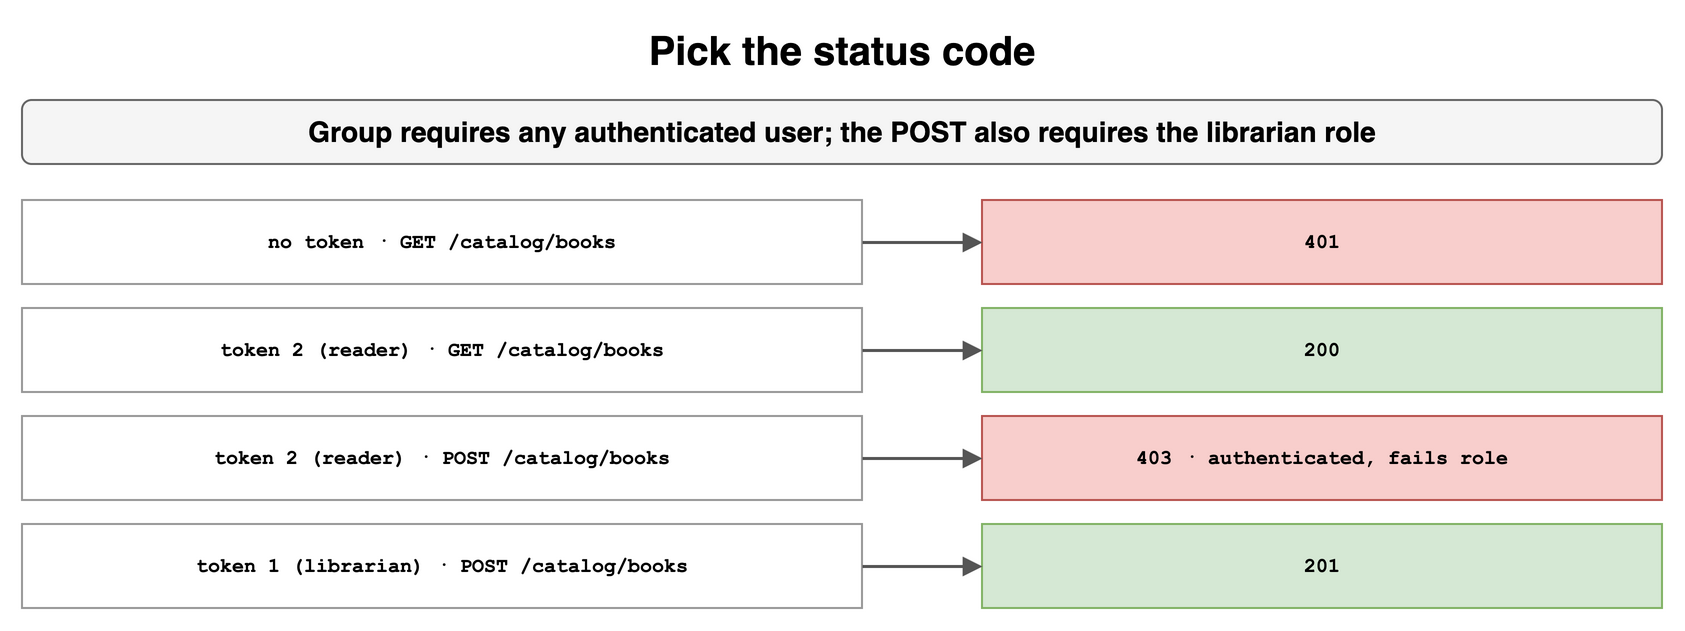 Pick the status code
Group requires any authenticated user; the POST also requires the librarian role
no token · GET /catalog/books
401
token 2 (reader) · GET /catalog/books
200
token 2 (reader) · POST /catalog/books
403 · authenticated, fails role
token 1 (librarian) · POST /catalog/books
201